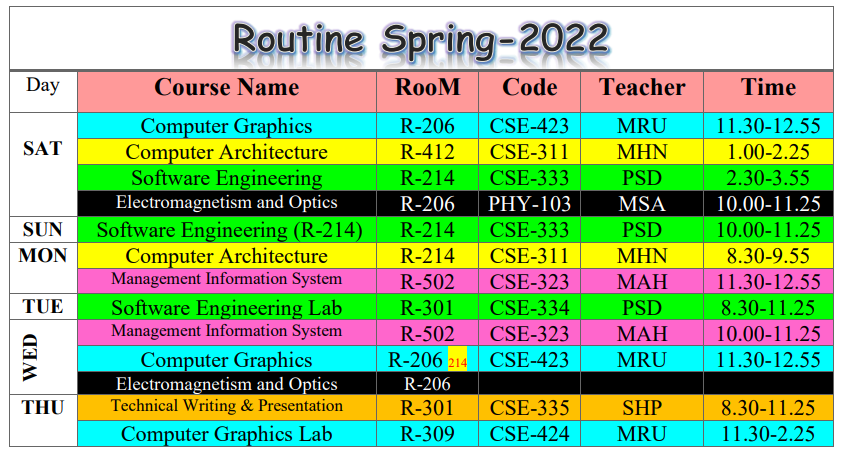 Routine Spring-2022
Day Course Name RooM Code Teacher Time
SAT Computer Graphics R-206 CSE-423 MRU 11.30-12.55
Computer Architecture R-412 CSE-311 MHN 1.00-2.25
Software Engineering R-214 CSE-333 PSD 2.30-3.55
Electromagnetism and Optics R-206 PHY-103 MSA 10.00-11.25
SUN Software Engineering (R-214) R-214 CSE-333 PSD 10.00-11.25
MON Computer Architecture R-214 CSE-311 MHN 8.30-9.55
Management Information System R-502 CSE-323 MAH 11.30-12.55
TUE Software Engineering Lab R-301 CSE-334 PSD 8.30-11.25
WED Management Information System R-502 CSE-323 MAH 10.00-11.25
Computer Graphics R-206 214 CSE-423 MRU 11.30-12.55
Electromagnetism and Optics R-206
THU Technical Writing & Presentation R-301 CSE-335 SHP 8.30-11.25
Computer Graphics Lab R-309 CSE-424 MRU 11.30-2.25